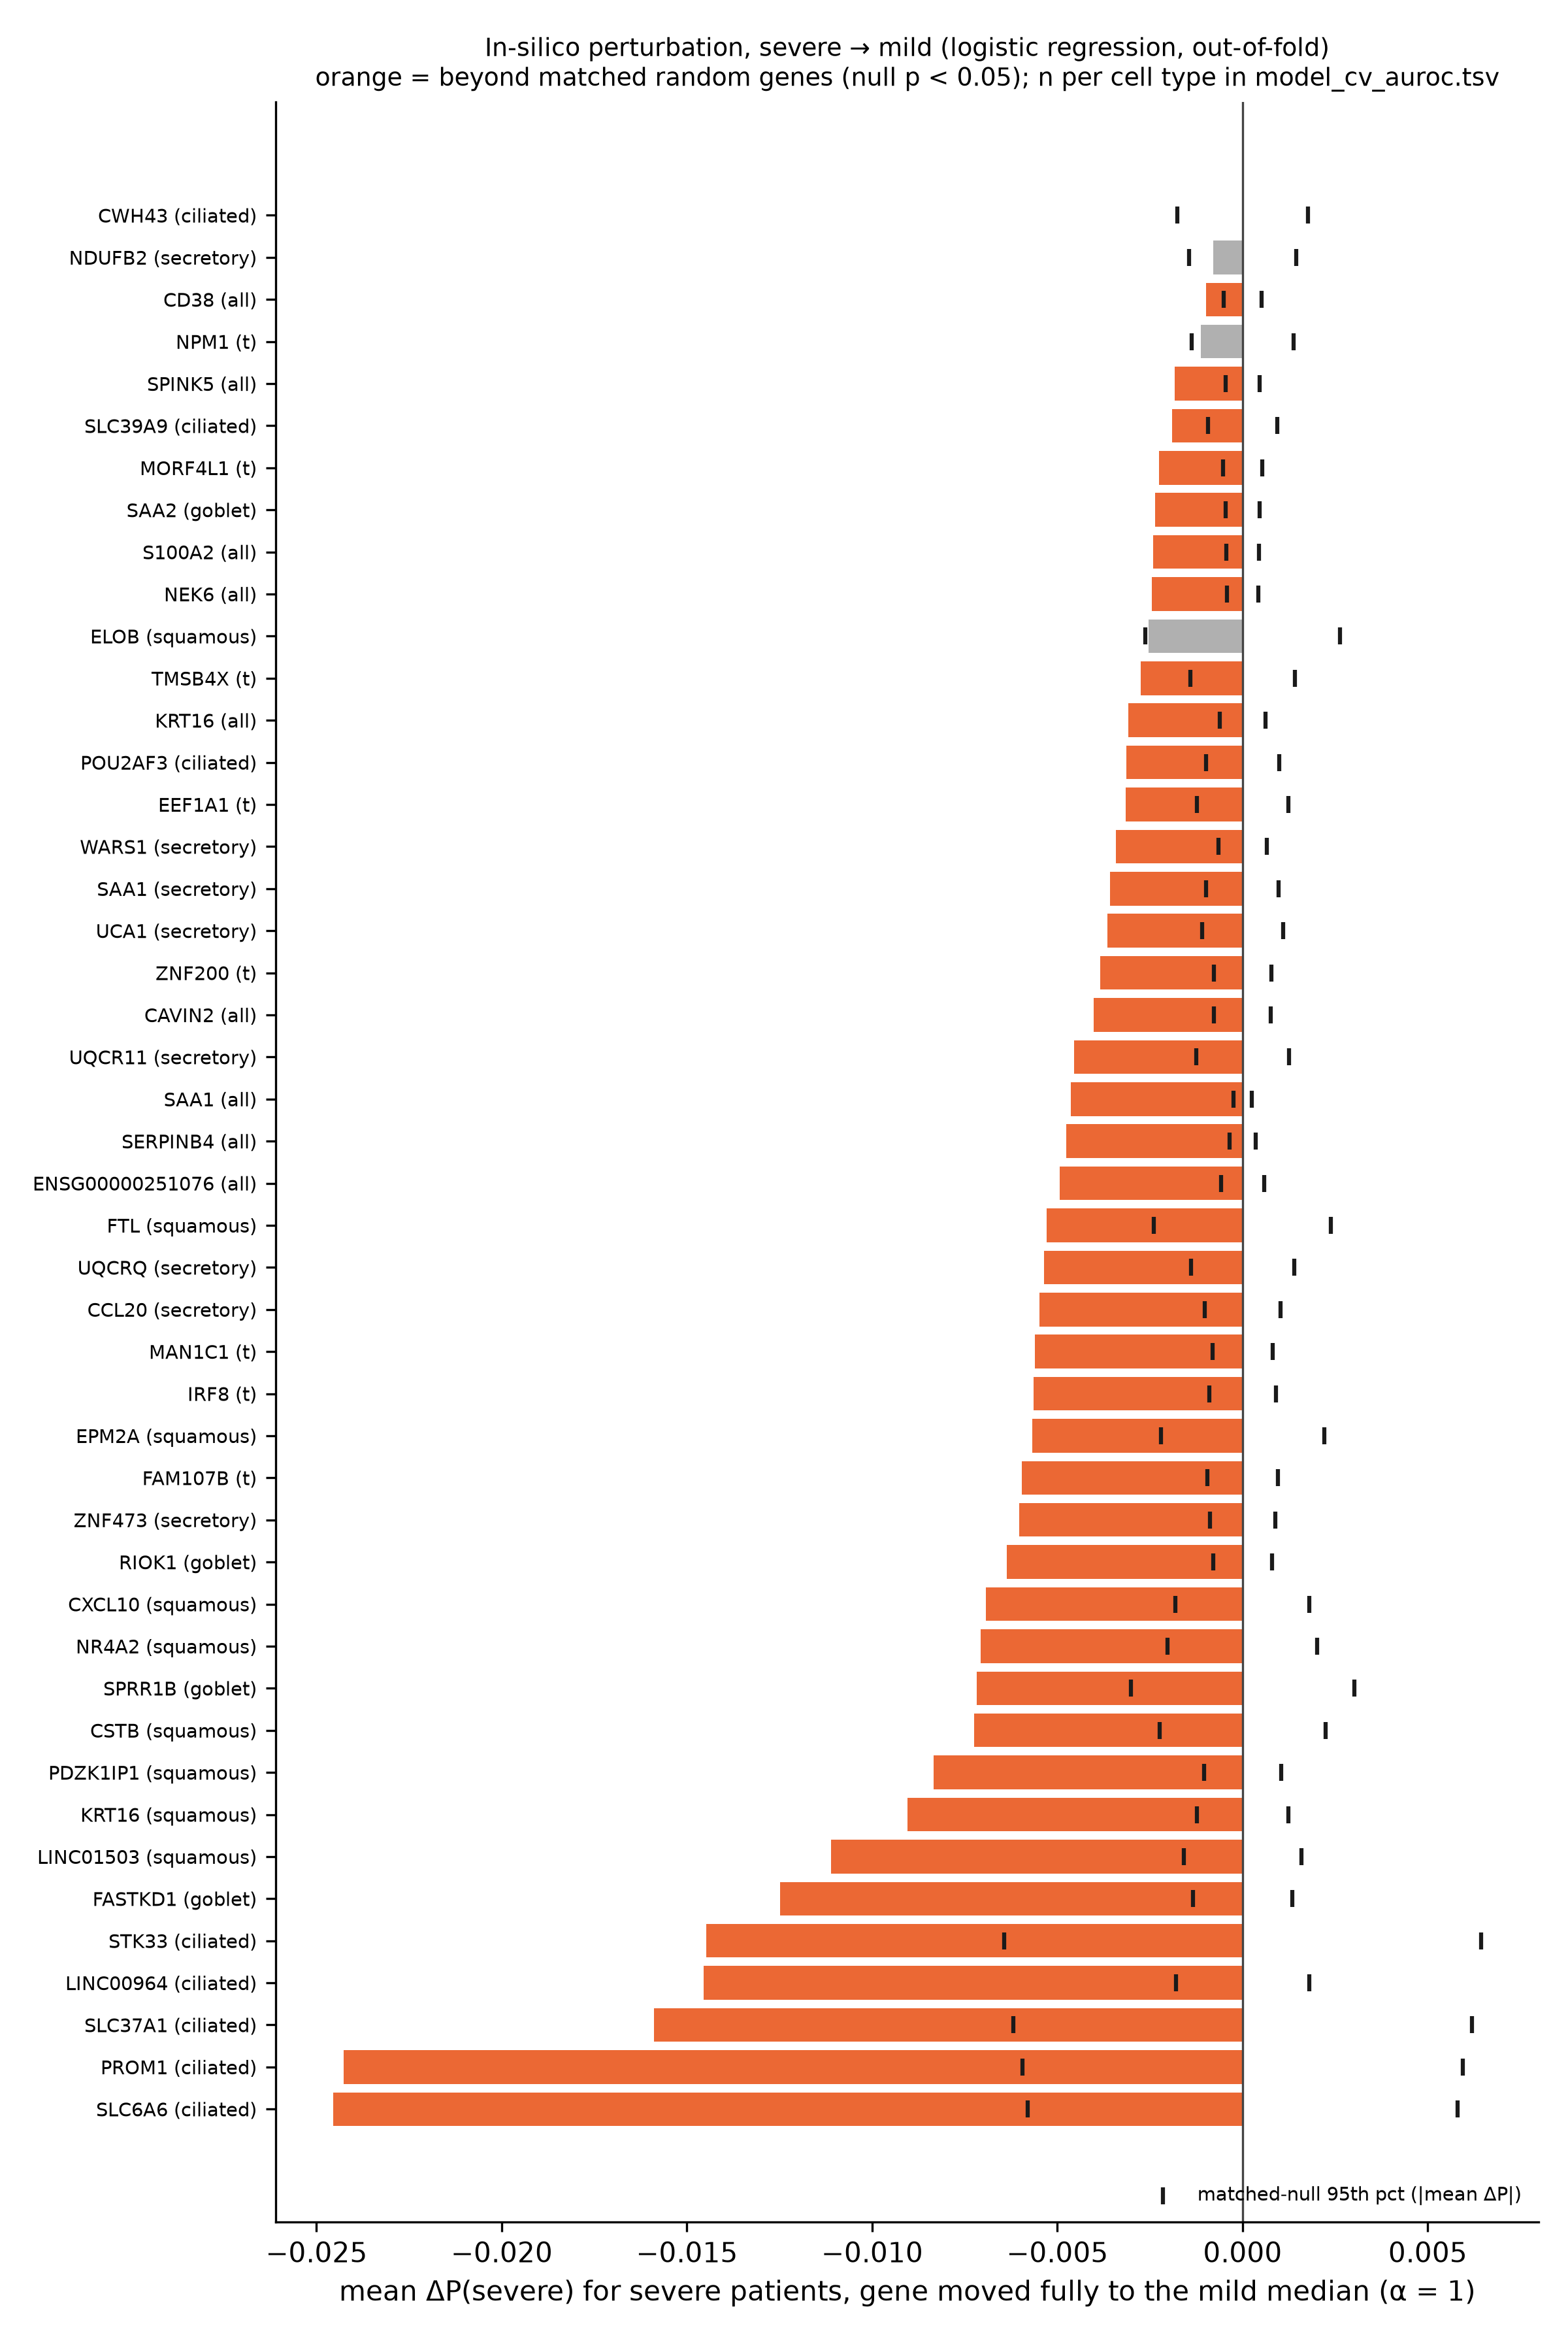 In-silico perturbation, severe → mild (logistic regression, out-of-fold)
orange = beyond matched random genes (null p < 0.05); n per cell type in model_cv_auroc.tsv
CWH43 (ciliated)
NDUFB2 (secretory)
CD38 (all)
NPM1 (t)
SPINK5 (all)
SLC39A9 (ciliated)
MORF4L1 (t)
SAA2 (goblet)
S100A2 (all)
NEK6 (all)
ELOB (squamous)
TMSB4X (t)
KRT16 (all)
POU2AF3 (ciliated)
EEF1A1 (t)
WARS1 (secretory)
SAA1 (secretory)
UCA1 (secretory)
ZNF200 (t)
CAVIN2 (all)
UQCR11 (secretory)
SAA1 (all)
SERPINB4 (all)
ENSG00000251076 (all)
FTL (squamous)
UQCRQ (secretory)
CCL20 (secretory)
MAN1C1 (t)
IRF8 (t)
EPM2A (squamous)
FAM107B (t)
ZNF473 (secretory)
RIOK1 (goblet)
CXCL10 (squamous)
NR4A2 (squamous)
SPRR1B (goblet)
CSTB (squamous)
PDZK1IP1 (squamous)
KRT16 (squamous)
LINC01503 (squamous)
FASTKD1 (goblet)
STK33 (ciliated)
LINC00964 (ciliated)
SLC37A1 (ciliated)
PROM1 (ciliated)
SLC6A6 (ciliated)
matched-null 95th pct (|mean ΔP|)
−0.025 −0.020 −0.015 −0.010 −0.005 0.000 0.005
mean ΔP(severe) for severe patients, gene moved fully to the mild median (α = 1)